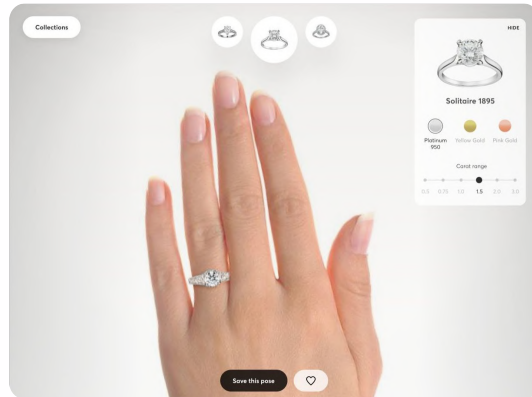 Collections
HIDE
Solitaire 1895
Platinum
950
Yellow Gold
Pink Gold
Carat range
0.5 0.75 1.0 1.5 2.0 3.0
Save this pose